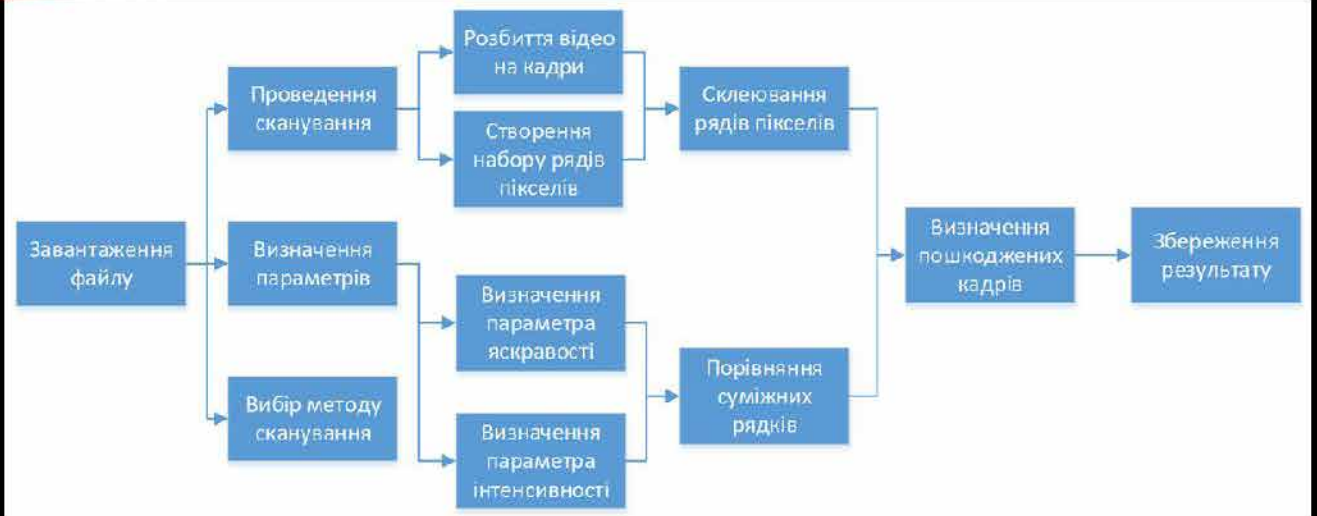 Розбиття відео
на кадри
Проведення
сканування
Склеювання
рядів пікселів
Створення
набору рядів
пікселів
Завантаження
файлу
Визначення
параметрів
Визначення
пошкоджених
кадрів
Збереження
результату
Визначення
параметра
яскравості
Порівняння
суміжних
рядків
Вибір методу
сканування
Визначення
параметра
інтенсивності